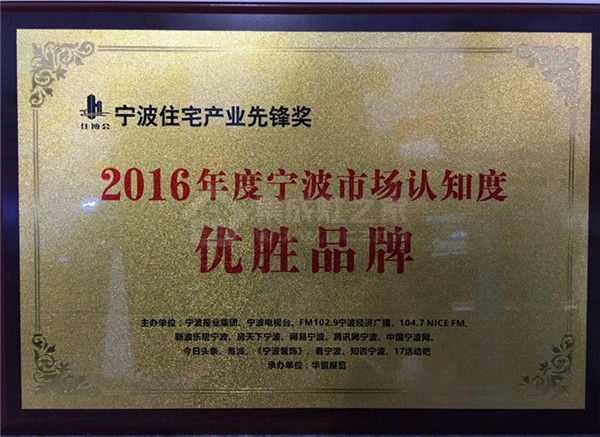 住博会
宁波住宅产业先锋奖
2016年度宁波市场认知度
优胜品牌
主办单位：宁波报业集团、宁波电视台、FM102.9宁波经济广播、104.7 NICE FM、
新浪乐居宁波、房天下宁波、网易宁波、腾讯网宁波、中国宁波网、
今日头条、甬派、《宁波装饰》、看宁波、知否宁波、17活动吧
承办单位：华盟展览